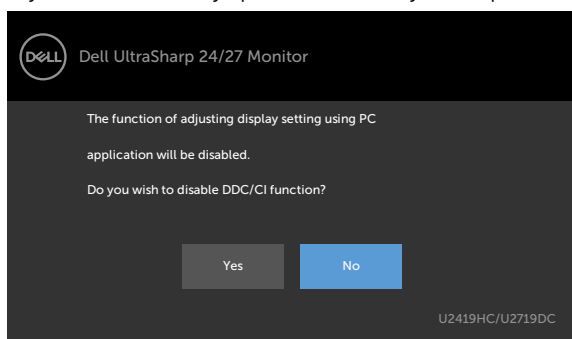 DELL
Dell UltraSharp 24/27 Monitor
The function of adjusting display setting using PC
application will be disabled.
Do you wish to disable DDC/CI function?
Yes
No
U2419HC/U2719DC